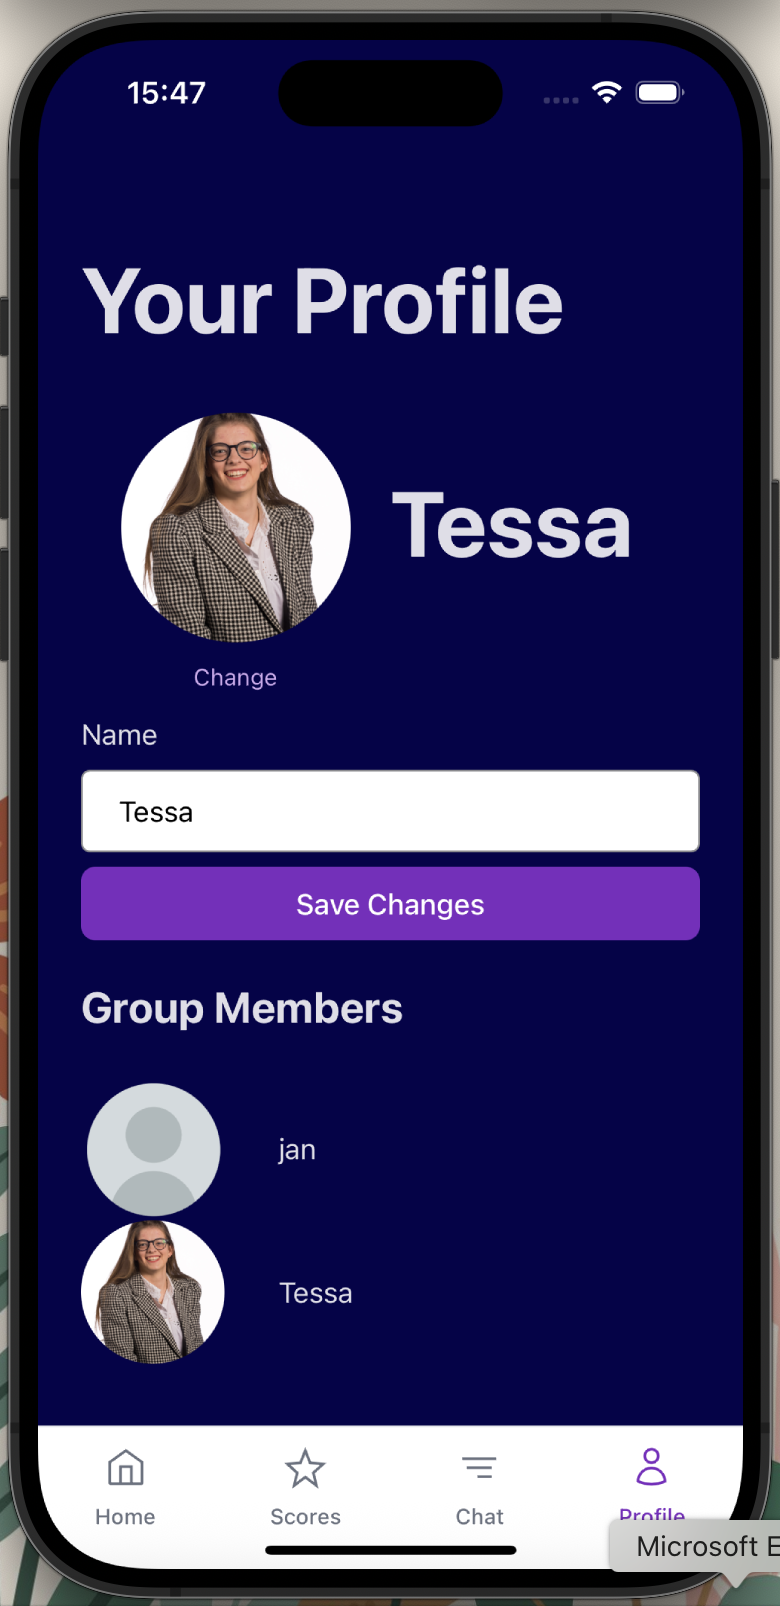 15:47
Your Profile
Tessa
Change
Name
Tessa
Save Changes
Group Members
jan
Tessa
Home
Scores
Chat
Profile
Microsoft E